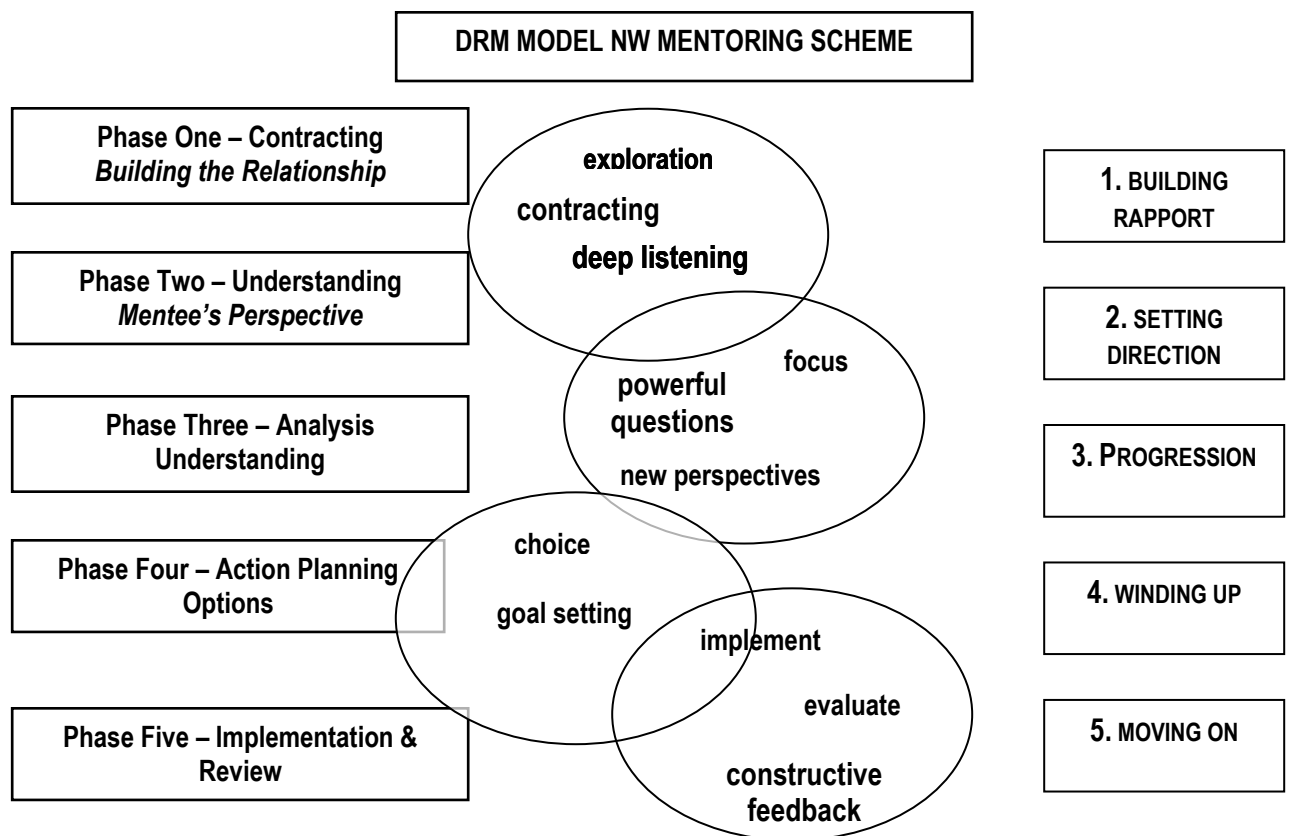 DRM MODEL NW MENTORING SCHEME
Phase One – Contracting
Building the Relationship
Phase Two – Understanding
Mentee’s Perspective
Phase Three – Analysis
Understanding
Phase Four – Action Planning
Options
Phase Five – Implementation &
Review
exploration
contracting
deep listening
focus
powerful
questions
new perspectives
choice
goal setting
implement
evaluate
constructive
feedback
1. BUILDING
RAPPORT
2. SETTING
DIRECTION
3. PROGRESSION
4. WINDING UP
5. MOVING ON